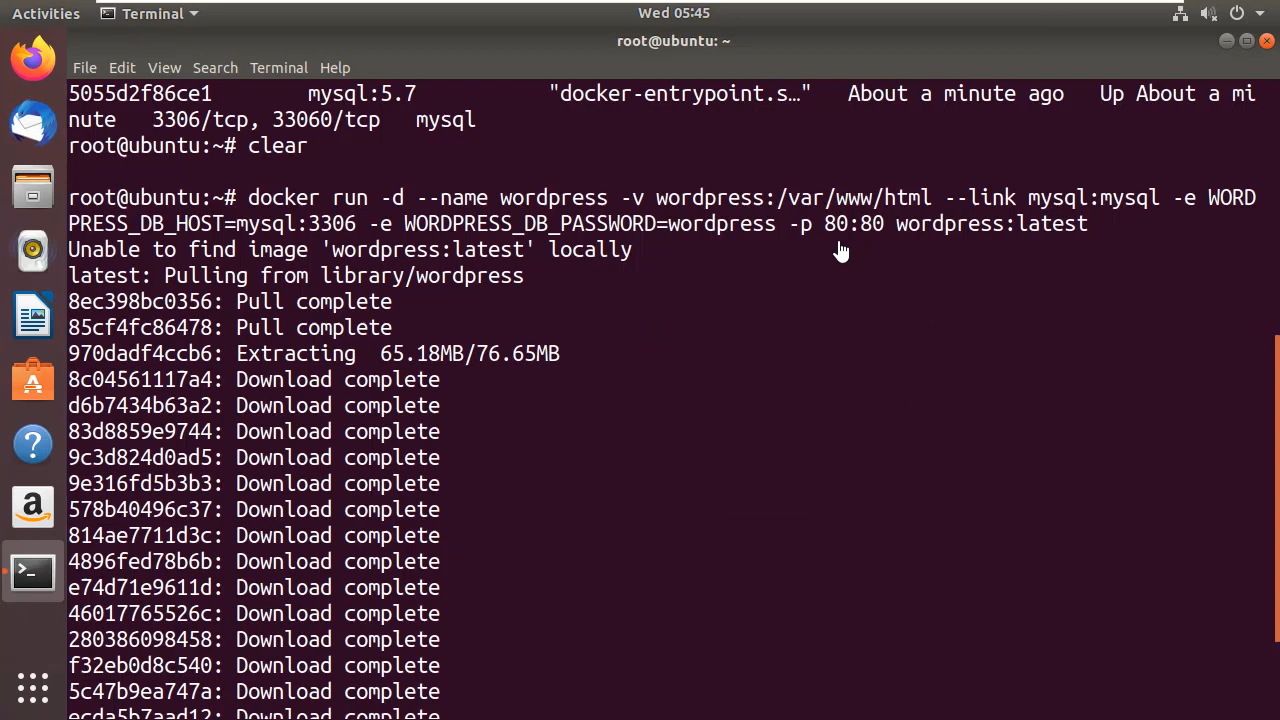 Activities Terminal Wed 05:45
root@ubuntu: ~
File Edit View Search Terminal Help
5055d2f86ce1 mysql:5.7 "docker-entrypoint.s…" About a minute ago Up About a mi
nute 3306/tcp, 33060/tcp mysql
root@ubuntu:~# clear
root@ubuntu:~# docker run -d --name wordpress -v wordpress:/var/www/html --link mysql:mysql -e WORD
PRESS_DB_HOST=mysql:3306 -e WORDPRESS_DB_PASSWORD=wordpress -p 80:80 wordpress:latest
Unable to find image 'wordpress:latest' locally
latest: Pulling from library/wordpress
8ec398bc0356: Pull complete
85cf4fc86478: Pull complete
970dadf4ccb6: Extracting 65.18MB/76.65MB
8c04561117a4: Download complete
d6b7434b63a2: Download complete
83d8859e9744: Download complete
9c3d824d0ad5: Download complete
9e316fd5b3b3: Download complete
578b40496c37: Download complete
814ae7711d3c: Download complete
4896fed78b6b: Download complete
e74d71e9611d: Download complete
46017765526c: Download complete
280386098458: Download complete
f32eb0d8c540: Download complete
5c47b9ea747a: Download complete
ecda5b7aad12: Download complete